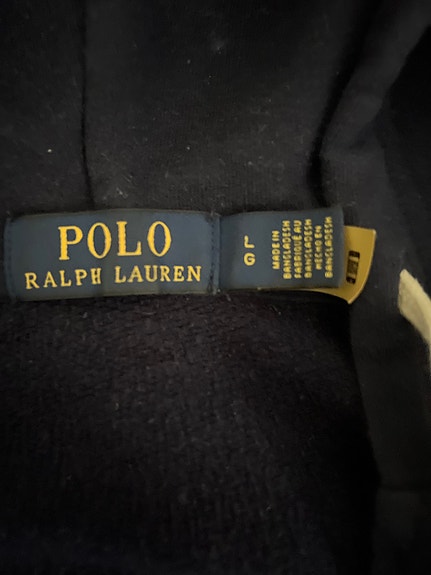 POLO
RALPH LAUREN
L
G
MADE IN
BANGLADESH
FABRIQUÉ AU
BANGLADESH
HECHO EN
BANGLADESH